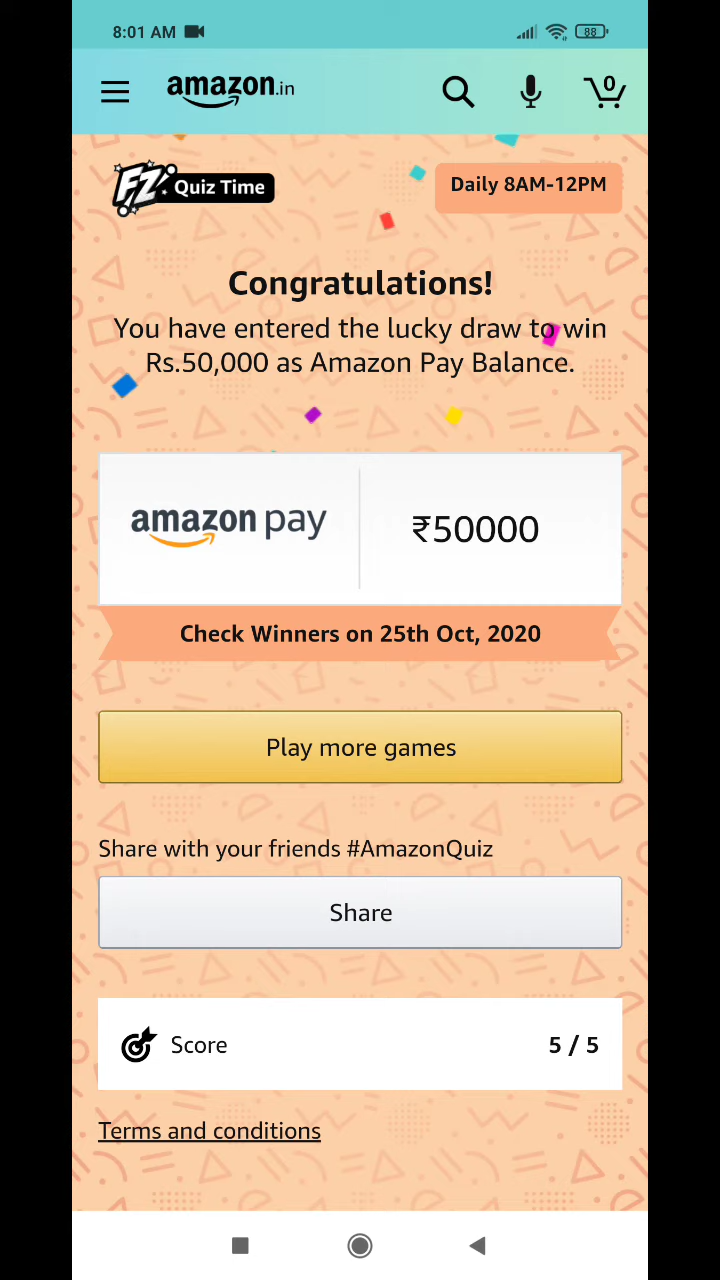 8:01 AM
88
amazon.in
0
FZ Quiz Time
Daily 8AM-12PM
Congratulations!
You have entered the lucky draw to win
Rs.50,000 as Amazon Pay Balance.
amazon pay
₹50000
Check Winners on 25th Oct, 2020
Play more games
Share with your friends #AmazonQuiz
Share
Score
5 / 5
Terms and conditions